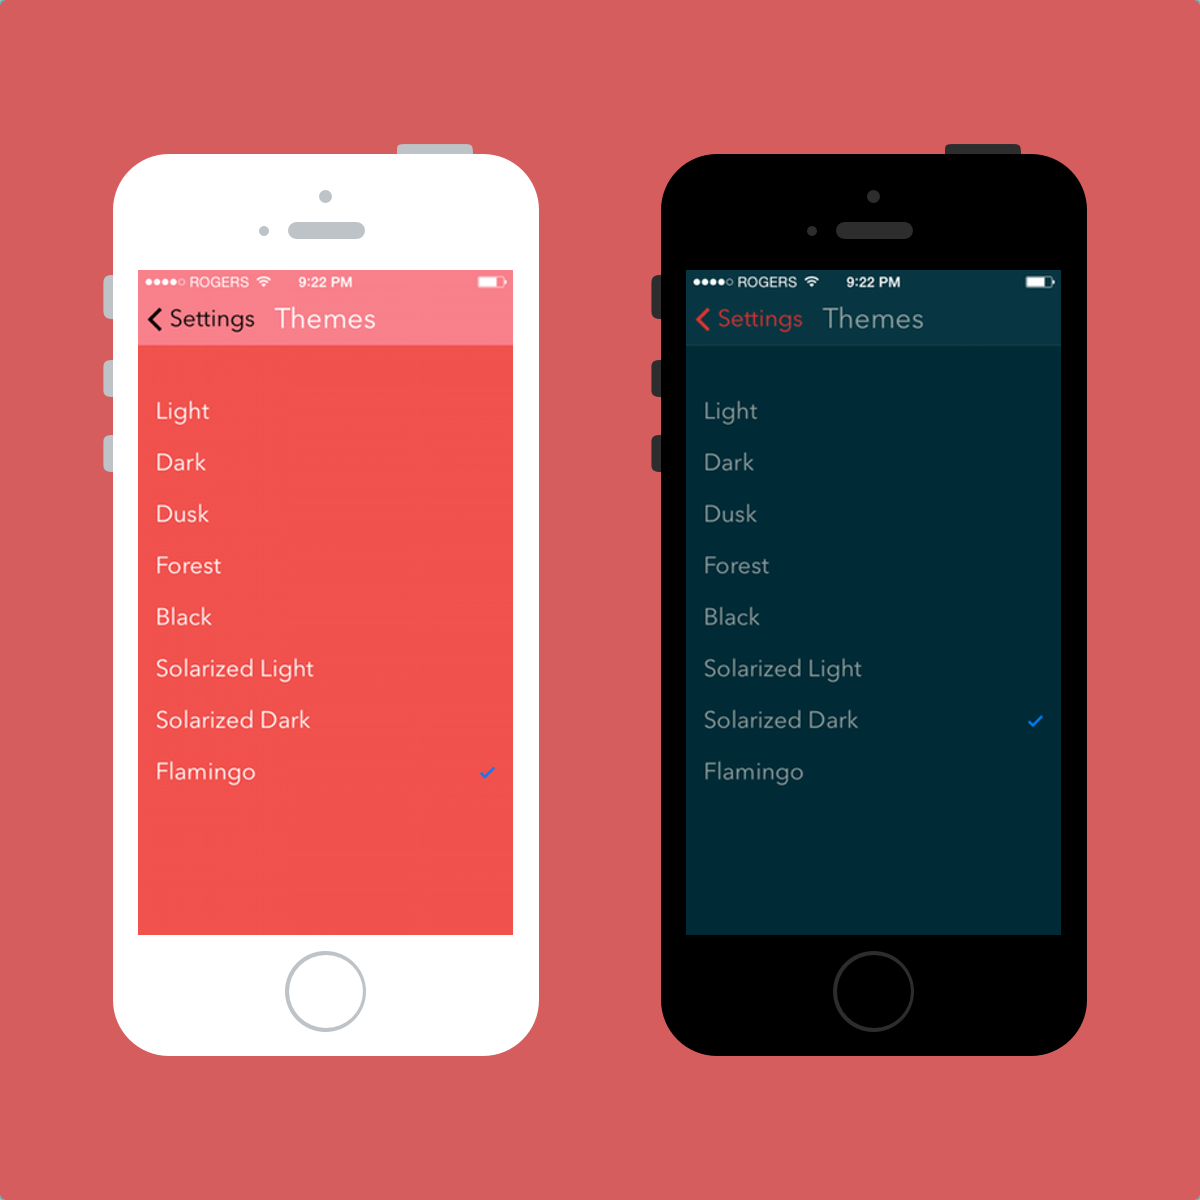 ROGERS 9:22 PM
Settings Themes
Light
Dark
Dusk
Forest
Black
Solarized Light
Solarized Dark
Flamingo
ROGERS 9:22 PM
Settings Themes
Light
Dark
Dusk
Forest
Black
Solarized Light
Solarized Dark
Flamingo